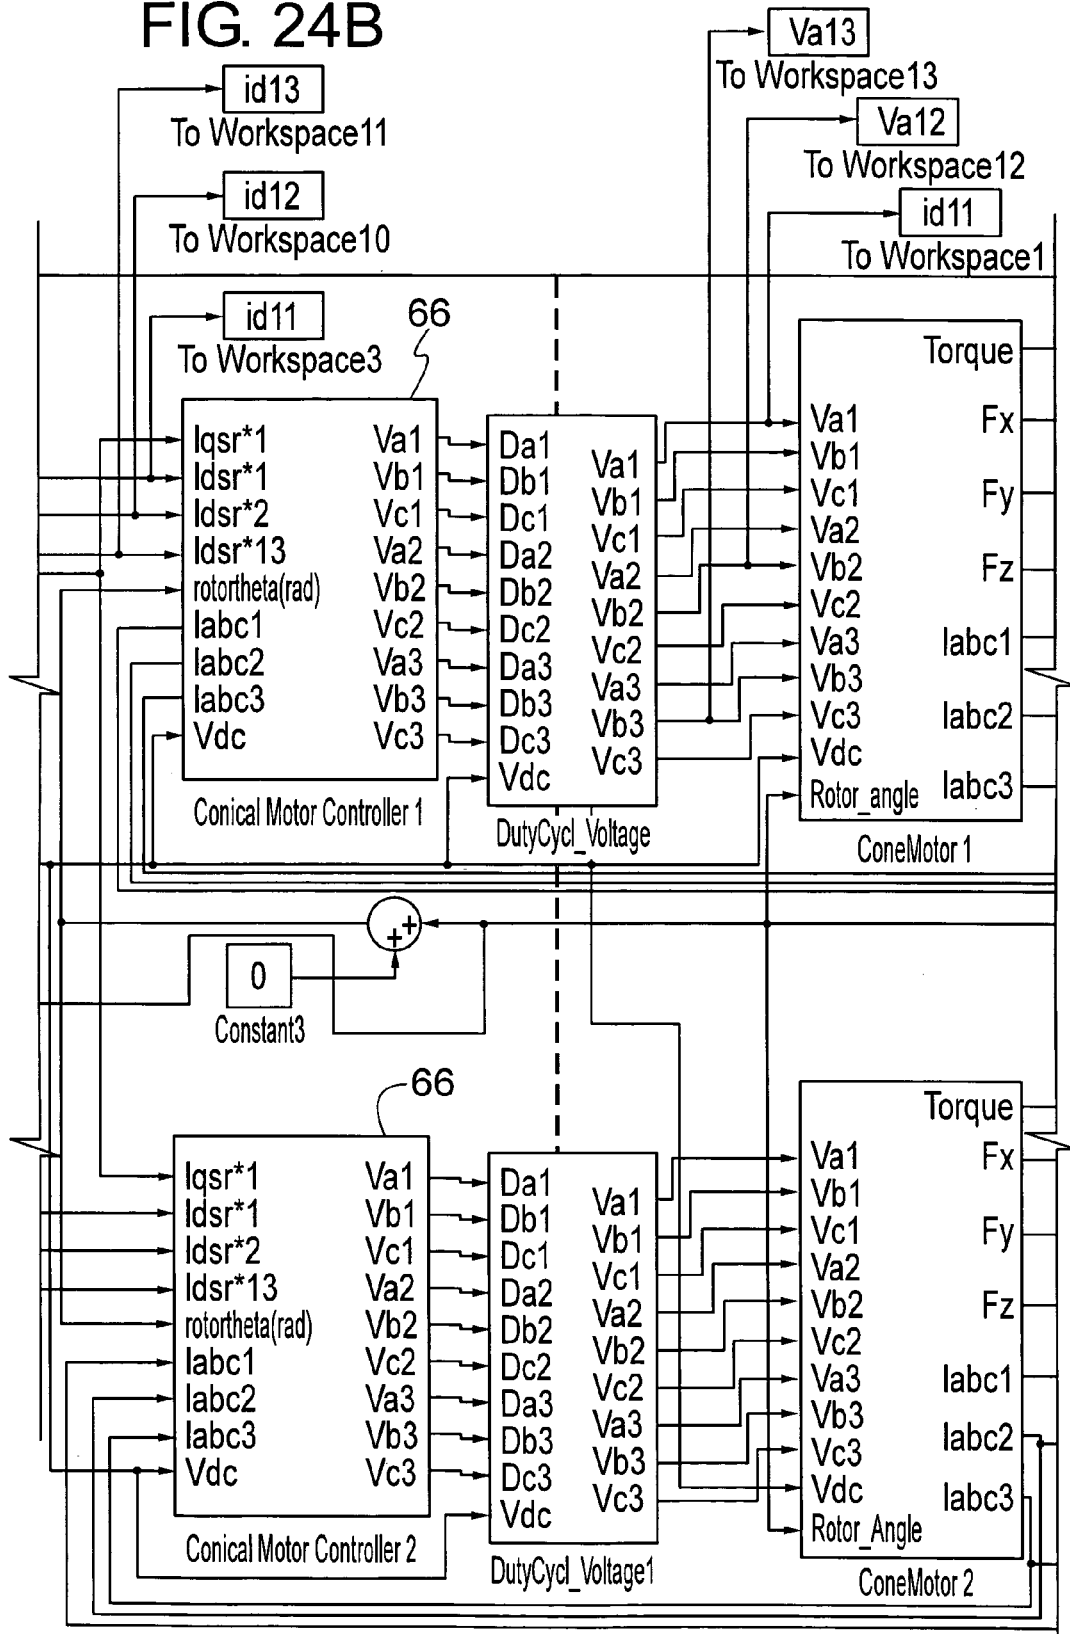 FIG. 24B
Va13
To Workspace13
id13
To Workspace11
Va12
To Workspace12
id12
To Workspace10
id11
To Workspace1
id11
To Workspace3
66
Iqsr*1
Idsr*1
Idsr*2
Idsr*13
rotortheta(rad)
Iabc1
Iabc2
Iabc3
Vdc
Va1
Vb1
Vc1
Va2
Vb2
Vc2
Va3
Vb3
Vc3
Conical Motor Controller 1
Da1
Db1
Dc1
Da2
Db2
Dc2
Da3
Db3
Dc3
Vdc
Va1
Vb1
Vc1
Va2
Vb2
Vc2
Va3
Vb3
Vc3
DutyCycl_Voltage
Va1
Vb1
Vc1
Va2
Vb2
Vc2
Va3
Vb3
Vc3
Vdc
Rotor_angle
Torque
Fx
Fy
Fz
Iabc1
Iabc2
Iabc3
ConeMotor 1
+
+
0
Constant3
66
Iqsr*1
Idsr*1
Idsr*2
Idsr*13
rotortheta(rad)
Iabc1
Iabc2
Iabc3
Vdc
Va1
Vb1
Vc1
Va2
Vb2
Vc2
Va3
Vb3
Vc3
Conical Motor Controller 2
Da1
Db1
Dc1
Da2
Db2
Dc2
Da3
Db3
Dc3
Vdc
Va1
Vb1
Vc1
Va2
Vb2
Vc2
Va3
Vb3
Vc3
DutyCycl_Voltage1
Va1
Vb1
Vc1
Va2
Vb2
Vc2
Va3
Vb3
Vc3
Vdc
Rotor_Angle
Torque
Fx
Fy
Fz
Iabc1
Iabc2
Iabc3
ConeMotor 2